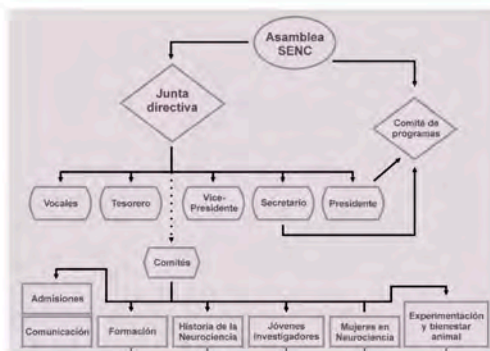 Asamblea
SENC
Junta
directiva
Comité de
programas
Vocales
Tesorero
Vice-
Presidente
Secretario
Presidente
Comités
Admisiones
Comunicación
Formación
Historia de la
Neurociencia
Jóvenes
Investigadores
Mujeres en
Neurociencia
Experimentación
y bienestar
animal